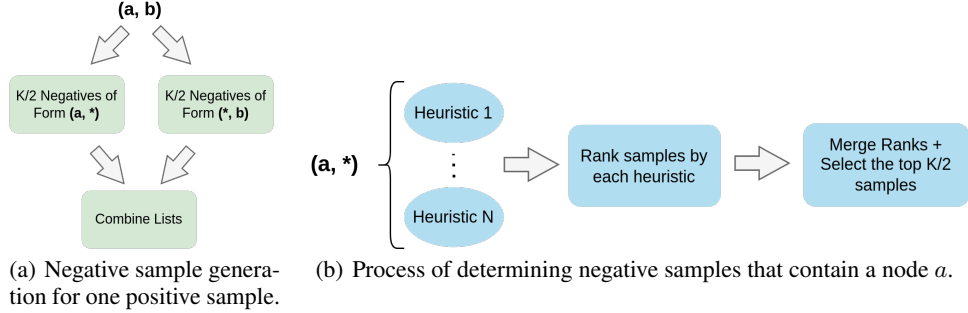 (a, b)
K/2 Negatives of
Form (a, *)
K/2 Negatives of
Form (*, b)
Combine Lists
(a) Negative sample genera-
tion for one positive sample.
(a, *)
Heuristic 1
Heuristic N
Rank samples by
each heuristic
Merge Ranks +
Select the top K/2
samples
(b) Process of determining negative samples that contain a node a.